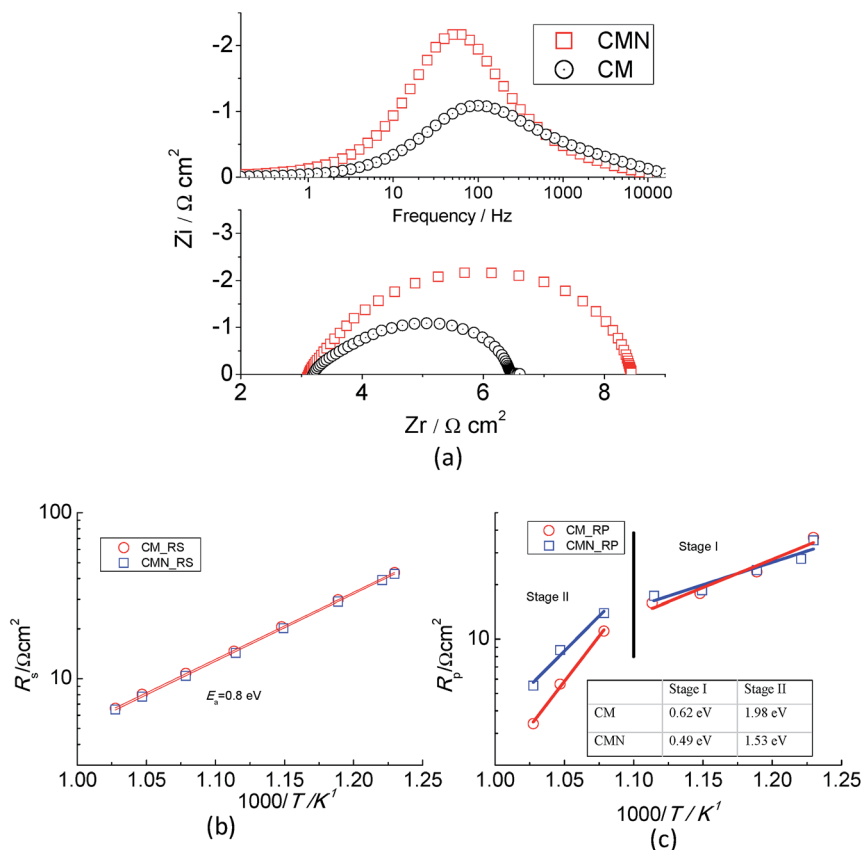 -2
-1
0
CMN
CM
1 10 100 1000 10000
Frequency / Hz
Zi / Ω cm²
-3
-2
-1
0
2 4 6 8
Zr / Ω cm²
(a)
100
10
CM_RS
CMN_RS
Rs/Ωcm²
Ea=0.8 eV
1.00 1.05 1.10 1.15 1.20 1.25
1000/T/K¹
(b)
CM_RP
CMN_RP
Stage I
Stage II
10
Rp/Ωcm²
Stage I Stage II
CM 0.62 eV 1.98 eV
CMN 0.49 eV 1.53 eV
1.00 1.05 1.10 1.15 1.20 1.25
1000/T/K¹
(c)